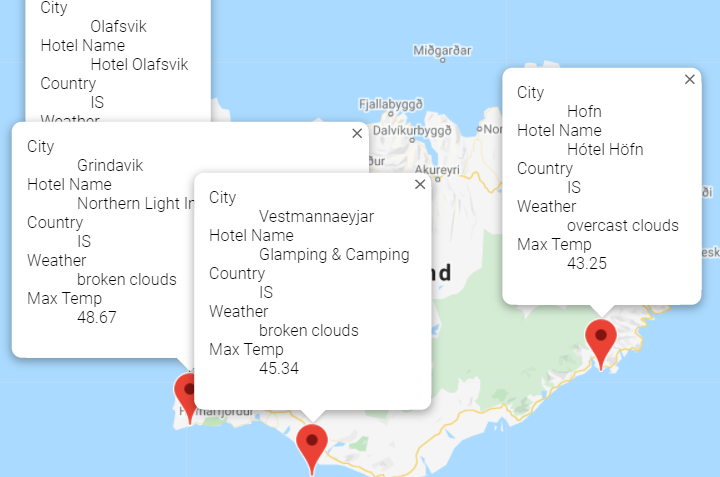 City
Olafsvik
Hotel Name
Hotel Olafsvik
Country
IS
Weather
City
Grindavik
Hotel Name
Northern Light
Country
IS
Weather
broken clouds
Max Temp
48.67
City
Vestmannaeyjar
Hotel Name
Glamping & Camping
Country
IS
Weather
broken clouds
Max Temp
45.34
City
Hofn
Hotel Name
Hótel Höfn
Country
IS
Weather
overcast clouds
Max Temp
43.25
Miðgarðar
Fjallabyggð
Dalvíkurbyggð
Akureyri